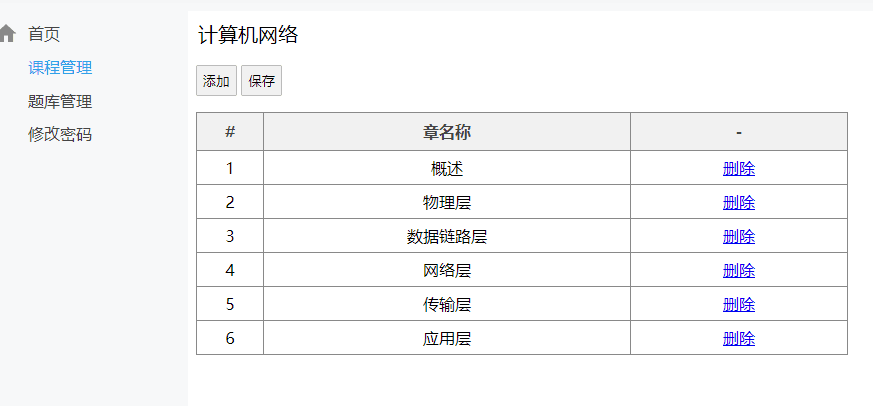 首页
课程管理
题库管理
修改密码
计算机网络
添加 保存
# 章名称 -
1 概述 删除
2 物理层 删除
3 数据链路层 删除
4 网络层 删除
5 传输层 删除
6 应用层 删除